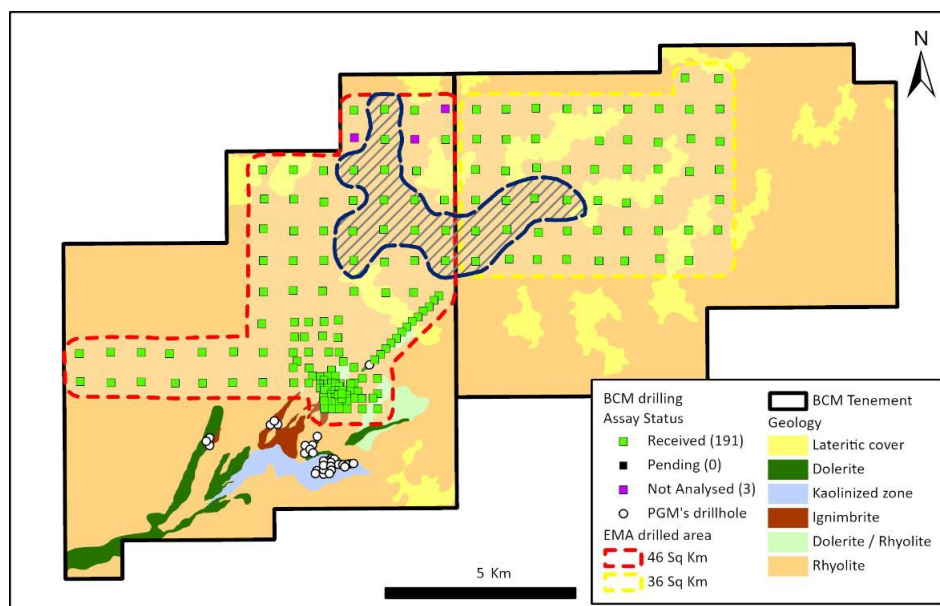 N
BCM drilling
Assay Status
Received (191)
Pending (0)
Not Analysed (3)
PGM's drillhole
EMA drilled area
46 Sq Km
36 Sq Km
BCM Tenement
Geology
Lateritic cover
Dolerite
Kaolinized zone
Ignimbrite
Dolerite / Rhyolite
Rhyolite
5 Km